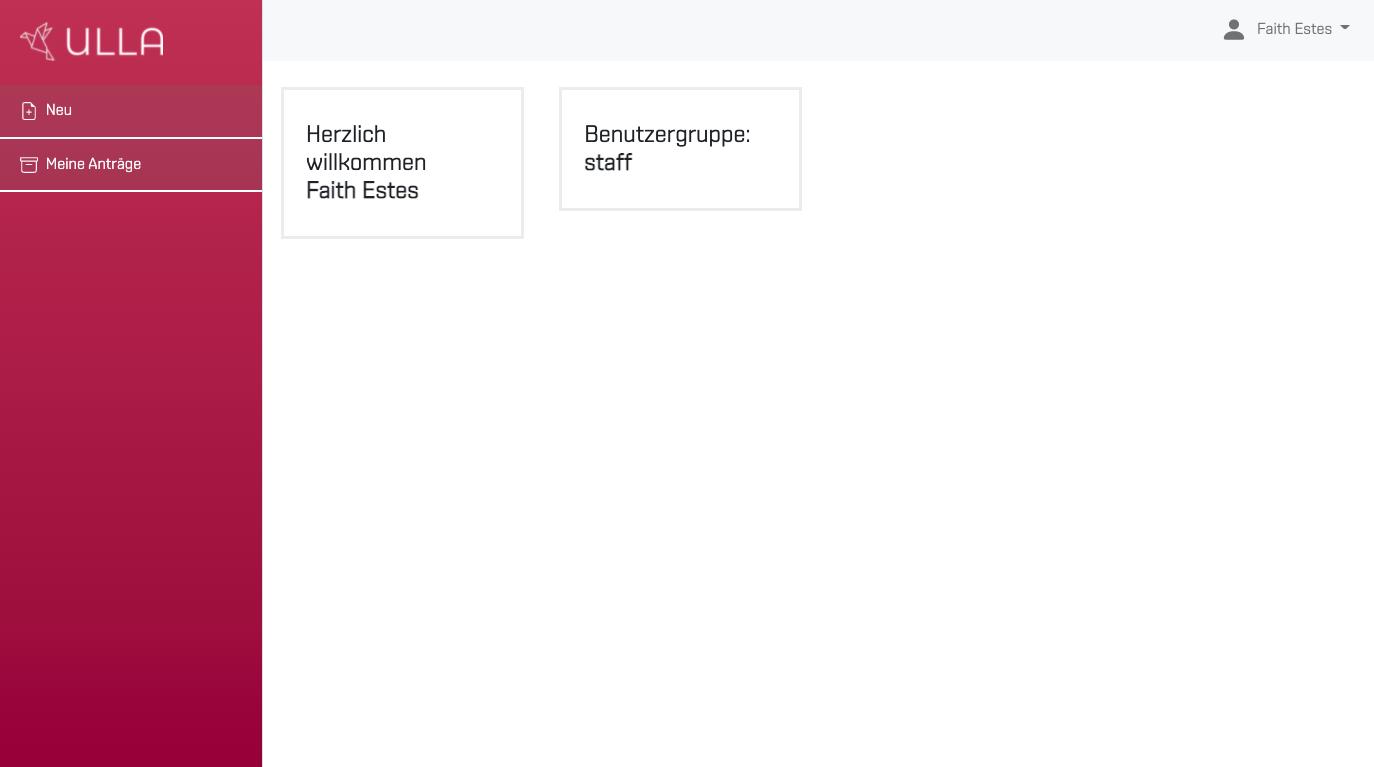 ULLA
Faith Estes
Neu
Meine Anträge
Herzlich
willkommen
Faith Estes
Benutzergruppe:
staff